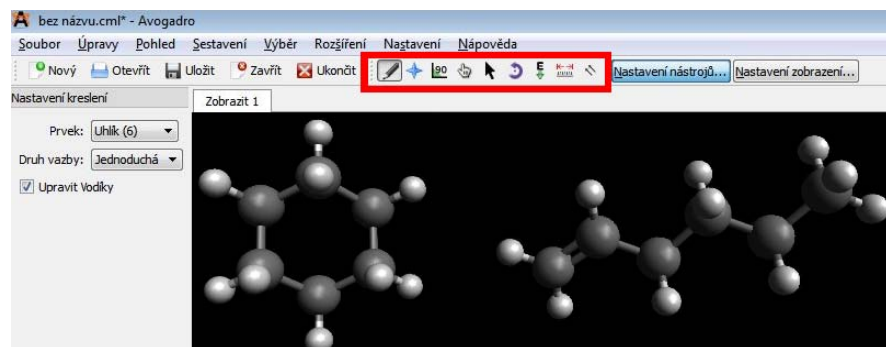 bez názvu.cml* - Avogadro
Soubor Úpravy Pohled Sestavení Výběr Rozšíření Nastavení Nápověda
Nový Otevřít Uložit Zavřít Ukončit 90 E Nastavení nástrojů... Nastavení zobrazení...
Nastavení kreslení Zobrazit 1
Prvek: Uhlík (6)
Druh vazby: Jednoduchá
Upravit Vodíky